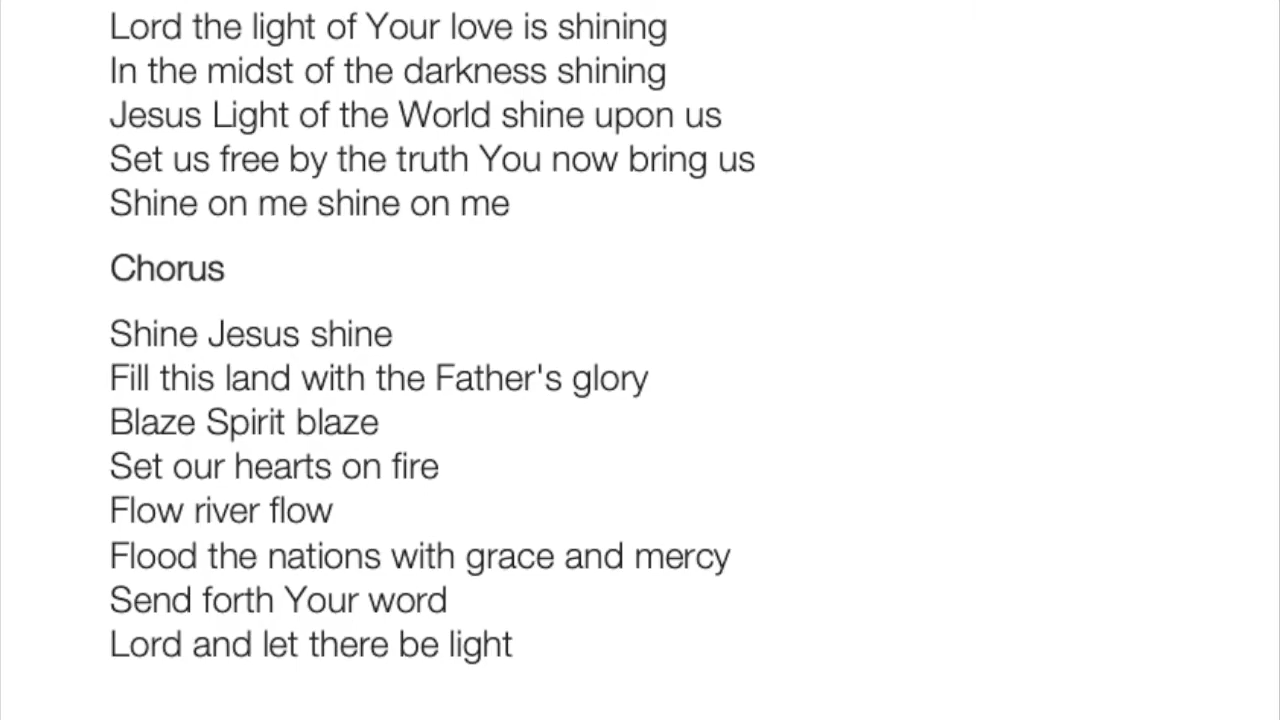 Lord the light of Your love is shining
In the midst of the darkness shining
Jesus Light of the World shine upon us
Set us free by the truth You now bring us
Shine on me shine on me
Chorus
Shine Jesus shine
Fill this land with the Father's glory
Blaze Spirit blaze
Set our hearts on fire
Flow river flow
Flood the nations with grace and mercy
Send forth Your word
Lord and let there be light